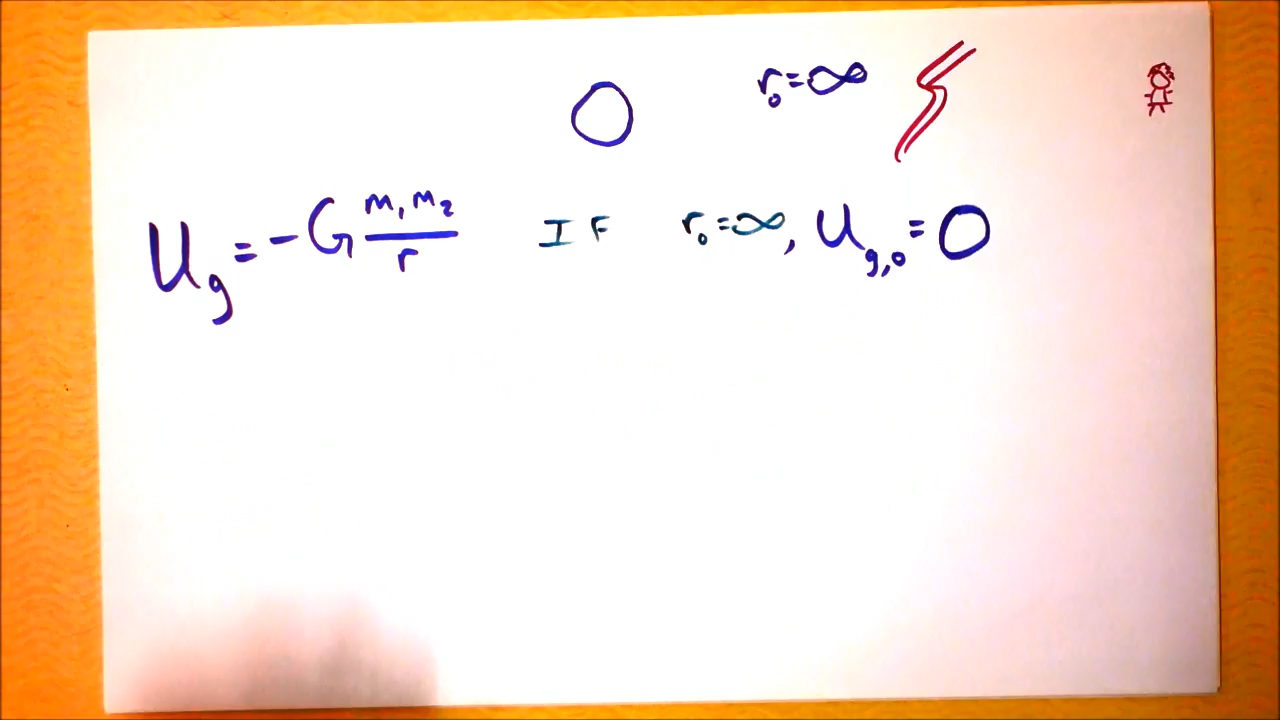 r₀=∞
U_g = -G m₁m₂/r IF r₀=∞, U_g,₀=0